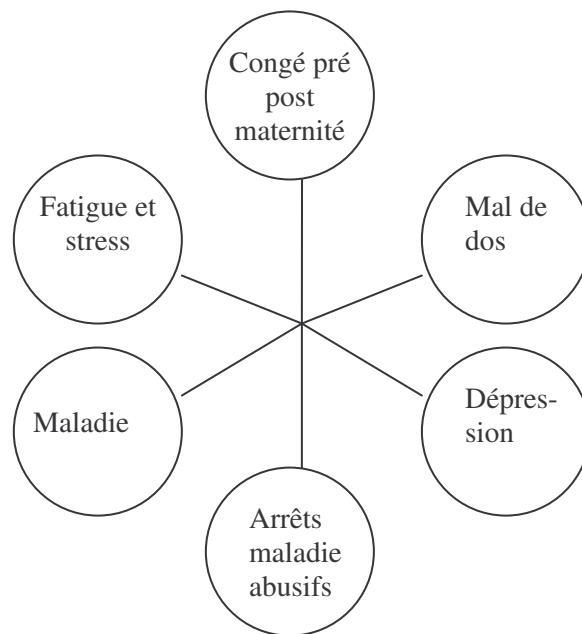 Congé pré
post
maternité
Fatigue et
stress
Mal de
dos
Maladie
Dépres-
sion
Arrêts
maladie
abusifs